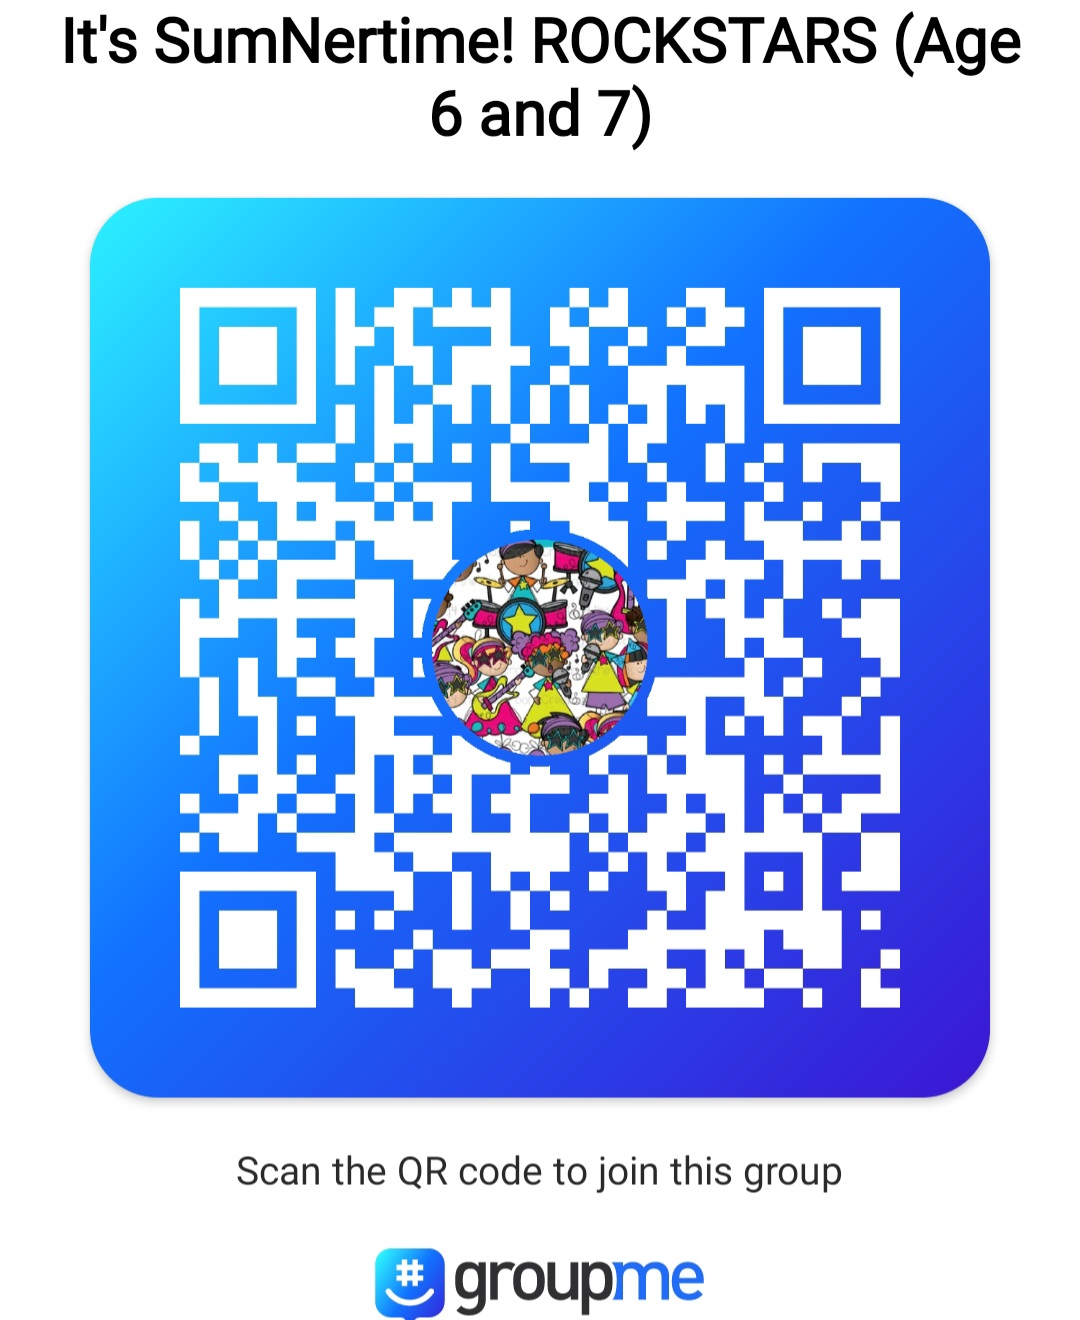 It's SumNertime! ROCKSTARS (Age
6 and 7)
Scan the QR code to join this group
groupme